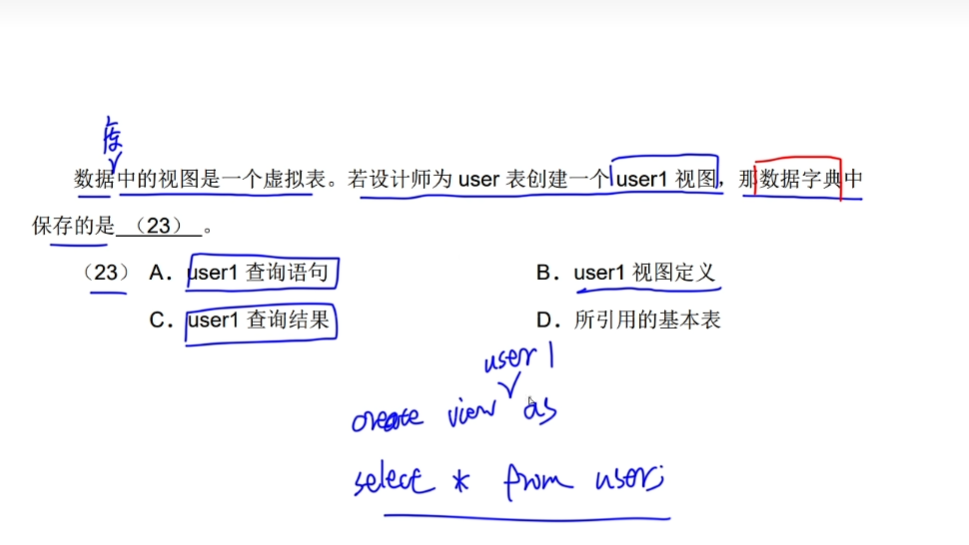 库
数据中的视图是一个虚拟表。若设计师为 user 表创建一个 user1 视图，那数据字典中
保存的是 （23） 。
（23） A. user1 查询语句 B. user1 视图定义
C. user1 查询结果 D. 所引用的基本表
user1
create view as
select * from user;